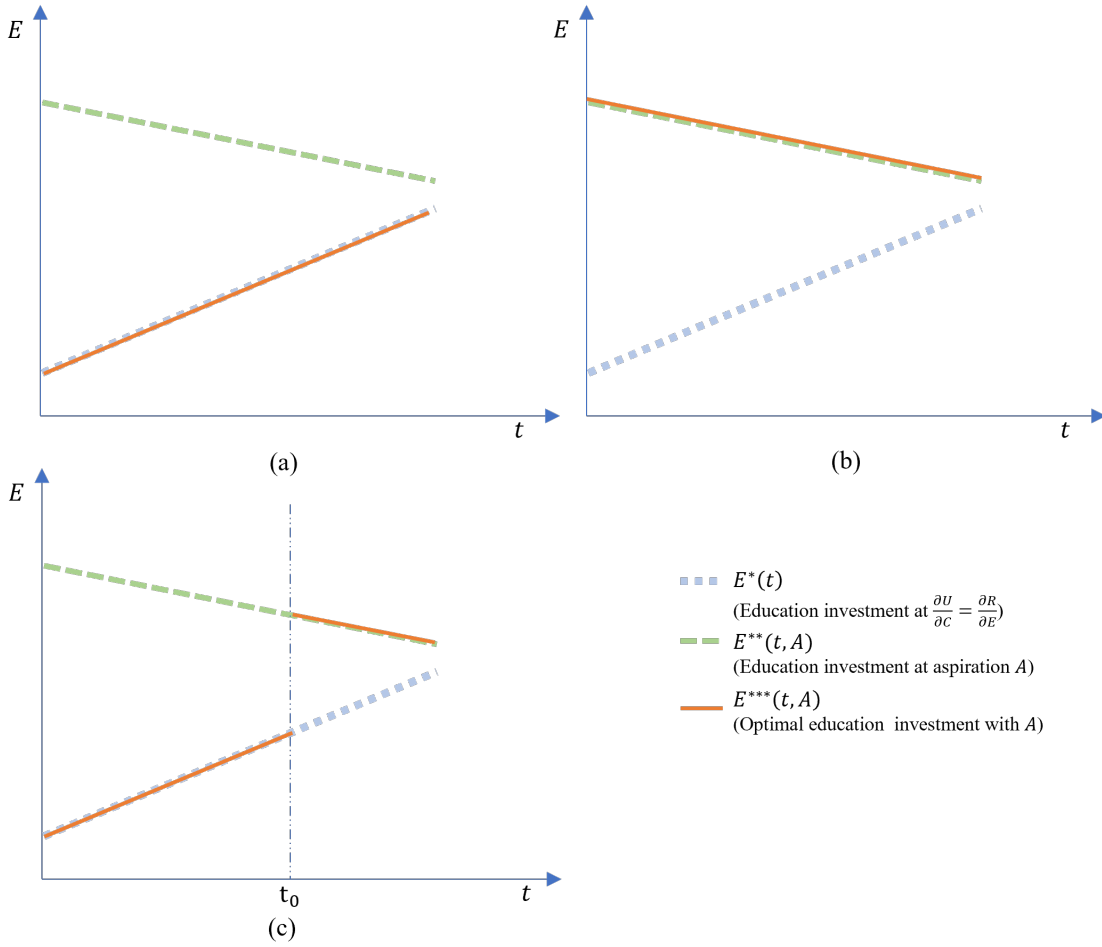 E
t
(a)
E
t
(b)
E
t₀
t
(c)
E*(t)
(Education investment at ∂U/∂C = ∂R/∂E)
E**(t, A)
(Education investment at aspiration A)
E***(t, A)
(Optimal education investment with A)